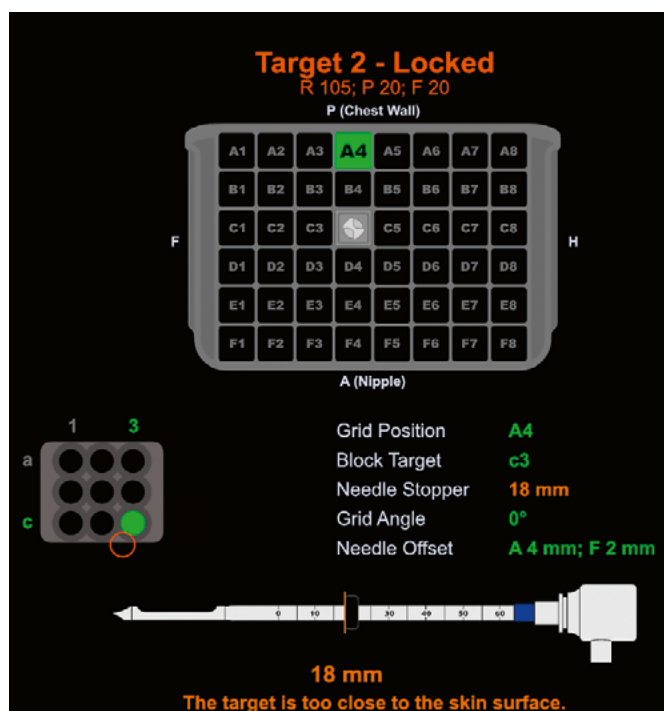 Target 2 - Locked
R 105; P 20; F 20
P (Chest Wall)
A1 A2 A3 A4 A5 A6 A7 A8
B1 B2 B3 B4 B5 B6 B7 B8
C1 C2 C3 C5 C6 C7 C8
F H
D1 D2 D3 D4 D5 D6 D7 D8
E1 E2 E3 E4 E5 E6 E7 E8
F1 F2 F3 F4 F5 F6 F7 F8
A (Nipple)
1 3
a
c
Grid Position A4
Block Target c3
Needle Stopper 18 mm
Grid Angle 0°
Needle Offset A 4 mm; F 2 mm
0 10 30 40 50 60
18 mm
The target is too close to the skin surface.